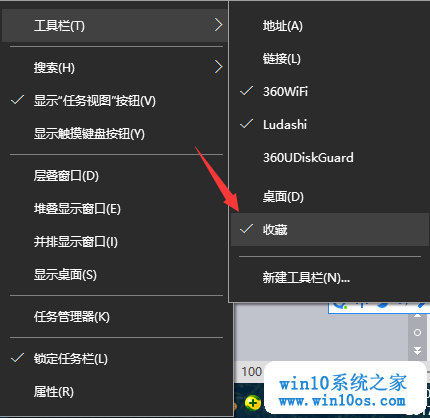 工具栏(T)
搜索(H)
显示“任务视图”按钮(V)
显示触摸键盘按钮(Y)
层叠窗口(D)
堆叠显示窗口(E)
并排显示窗口(I)
显示桌面(S)
任务管理器(K)
锁定任务栏(L)
属性(R)
地址(A)
链接(L)
360WiFi
Ludashi
360UDiskGuard
桌面(D)
收藏
新建工具栏(N)...
100
win10系统之家
www.win10os.com